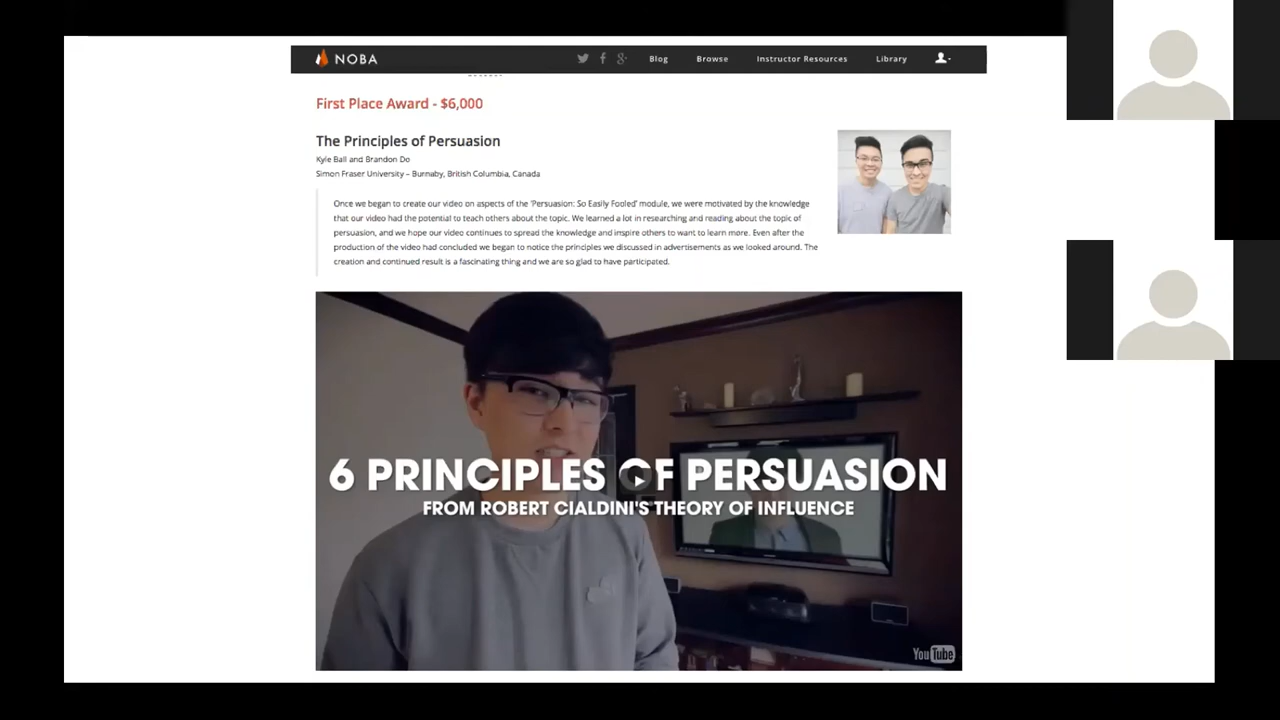 NOBA
Blog Browse Instructor Resources Library
First Place Award - $6,000
The Principles of Persuasion
Kyle Ball and Brandon Do
Simon Fraser University – Burnaby, British Columbia, Canada
Once we began to create our video on aspects of the 'Persuasion: So Easily Fooled' module, we were motivated by the knowledge
that our video had the potential to teach others about the topic. We learned a lot in researching and reading about the topic of
persuasion, and we hope our video continues to spread the knowledge and inspire others to want to learn more. Even after the
production of the video had concluded we began to notice the principles we discussed in advertisements as we looked around. The
creation and continued result is a fascinating thing and we are so glad to have participated.
6 PRINCIPLES OF PERSUASION
FROM ROBERT CIALDINI'S THEORY OF INFLUENCE
YouTube